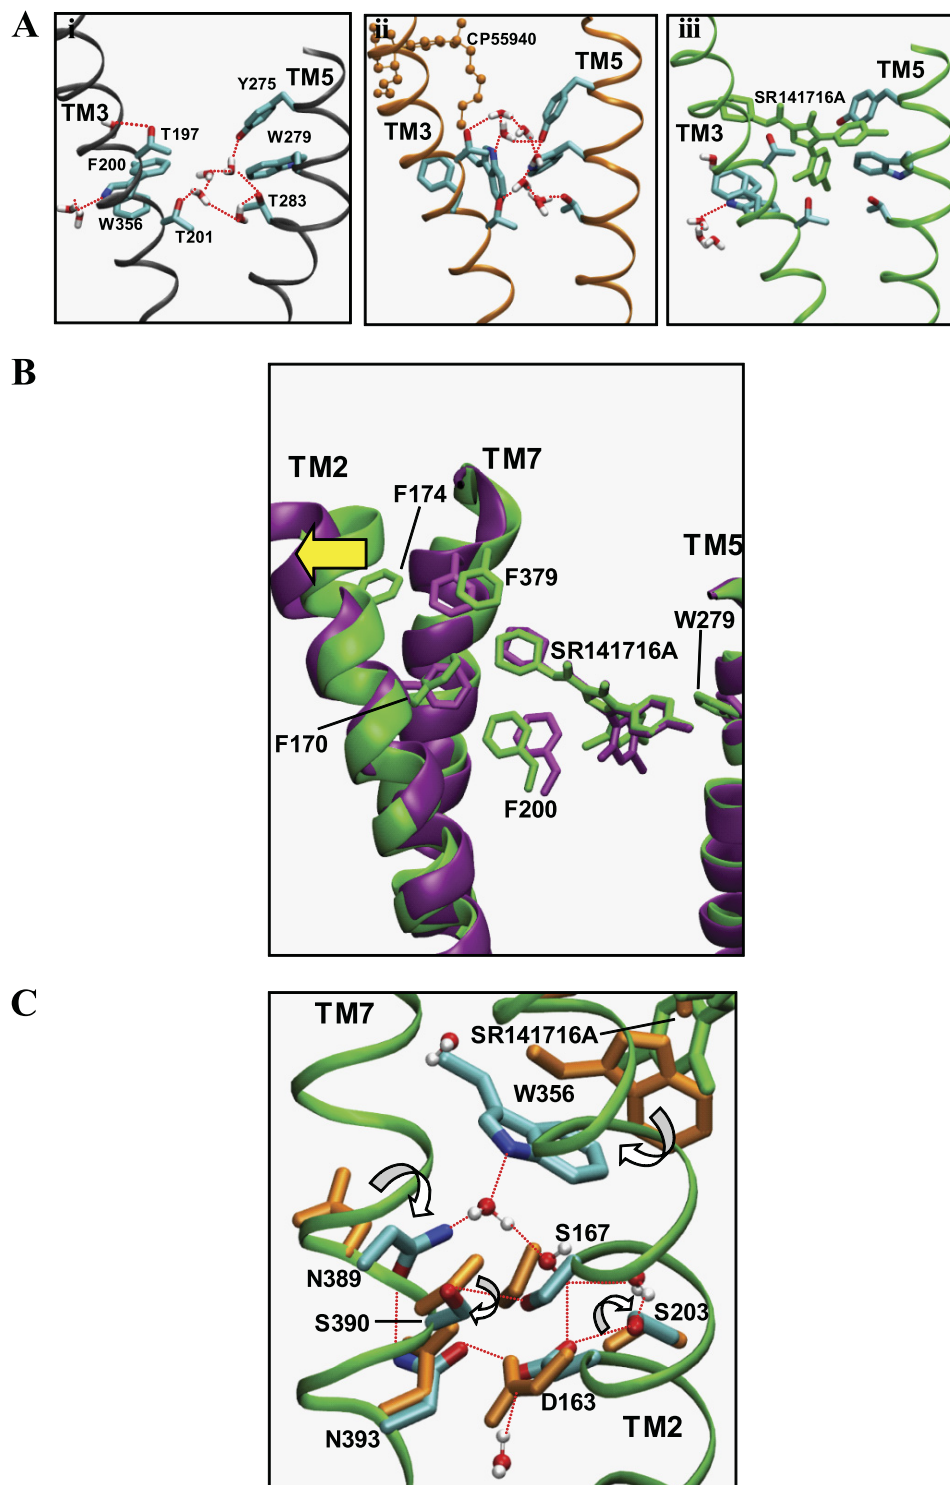 A
i
TM3
TM5
Y275
T197
W279
F200
T283
W356
T201
ii
CP55940
TM5
TM3
iii
TM5
SR141716A
TM3
B
TM2
TM7
F174
TM5
F379
W279
SR141716A
F170
F200
C
TM7
SR141716A
W356
S167
N389
S390
S203
D163
N393
TM2